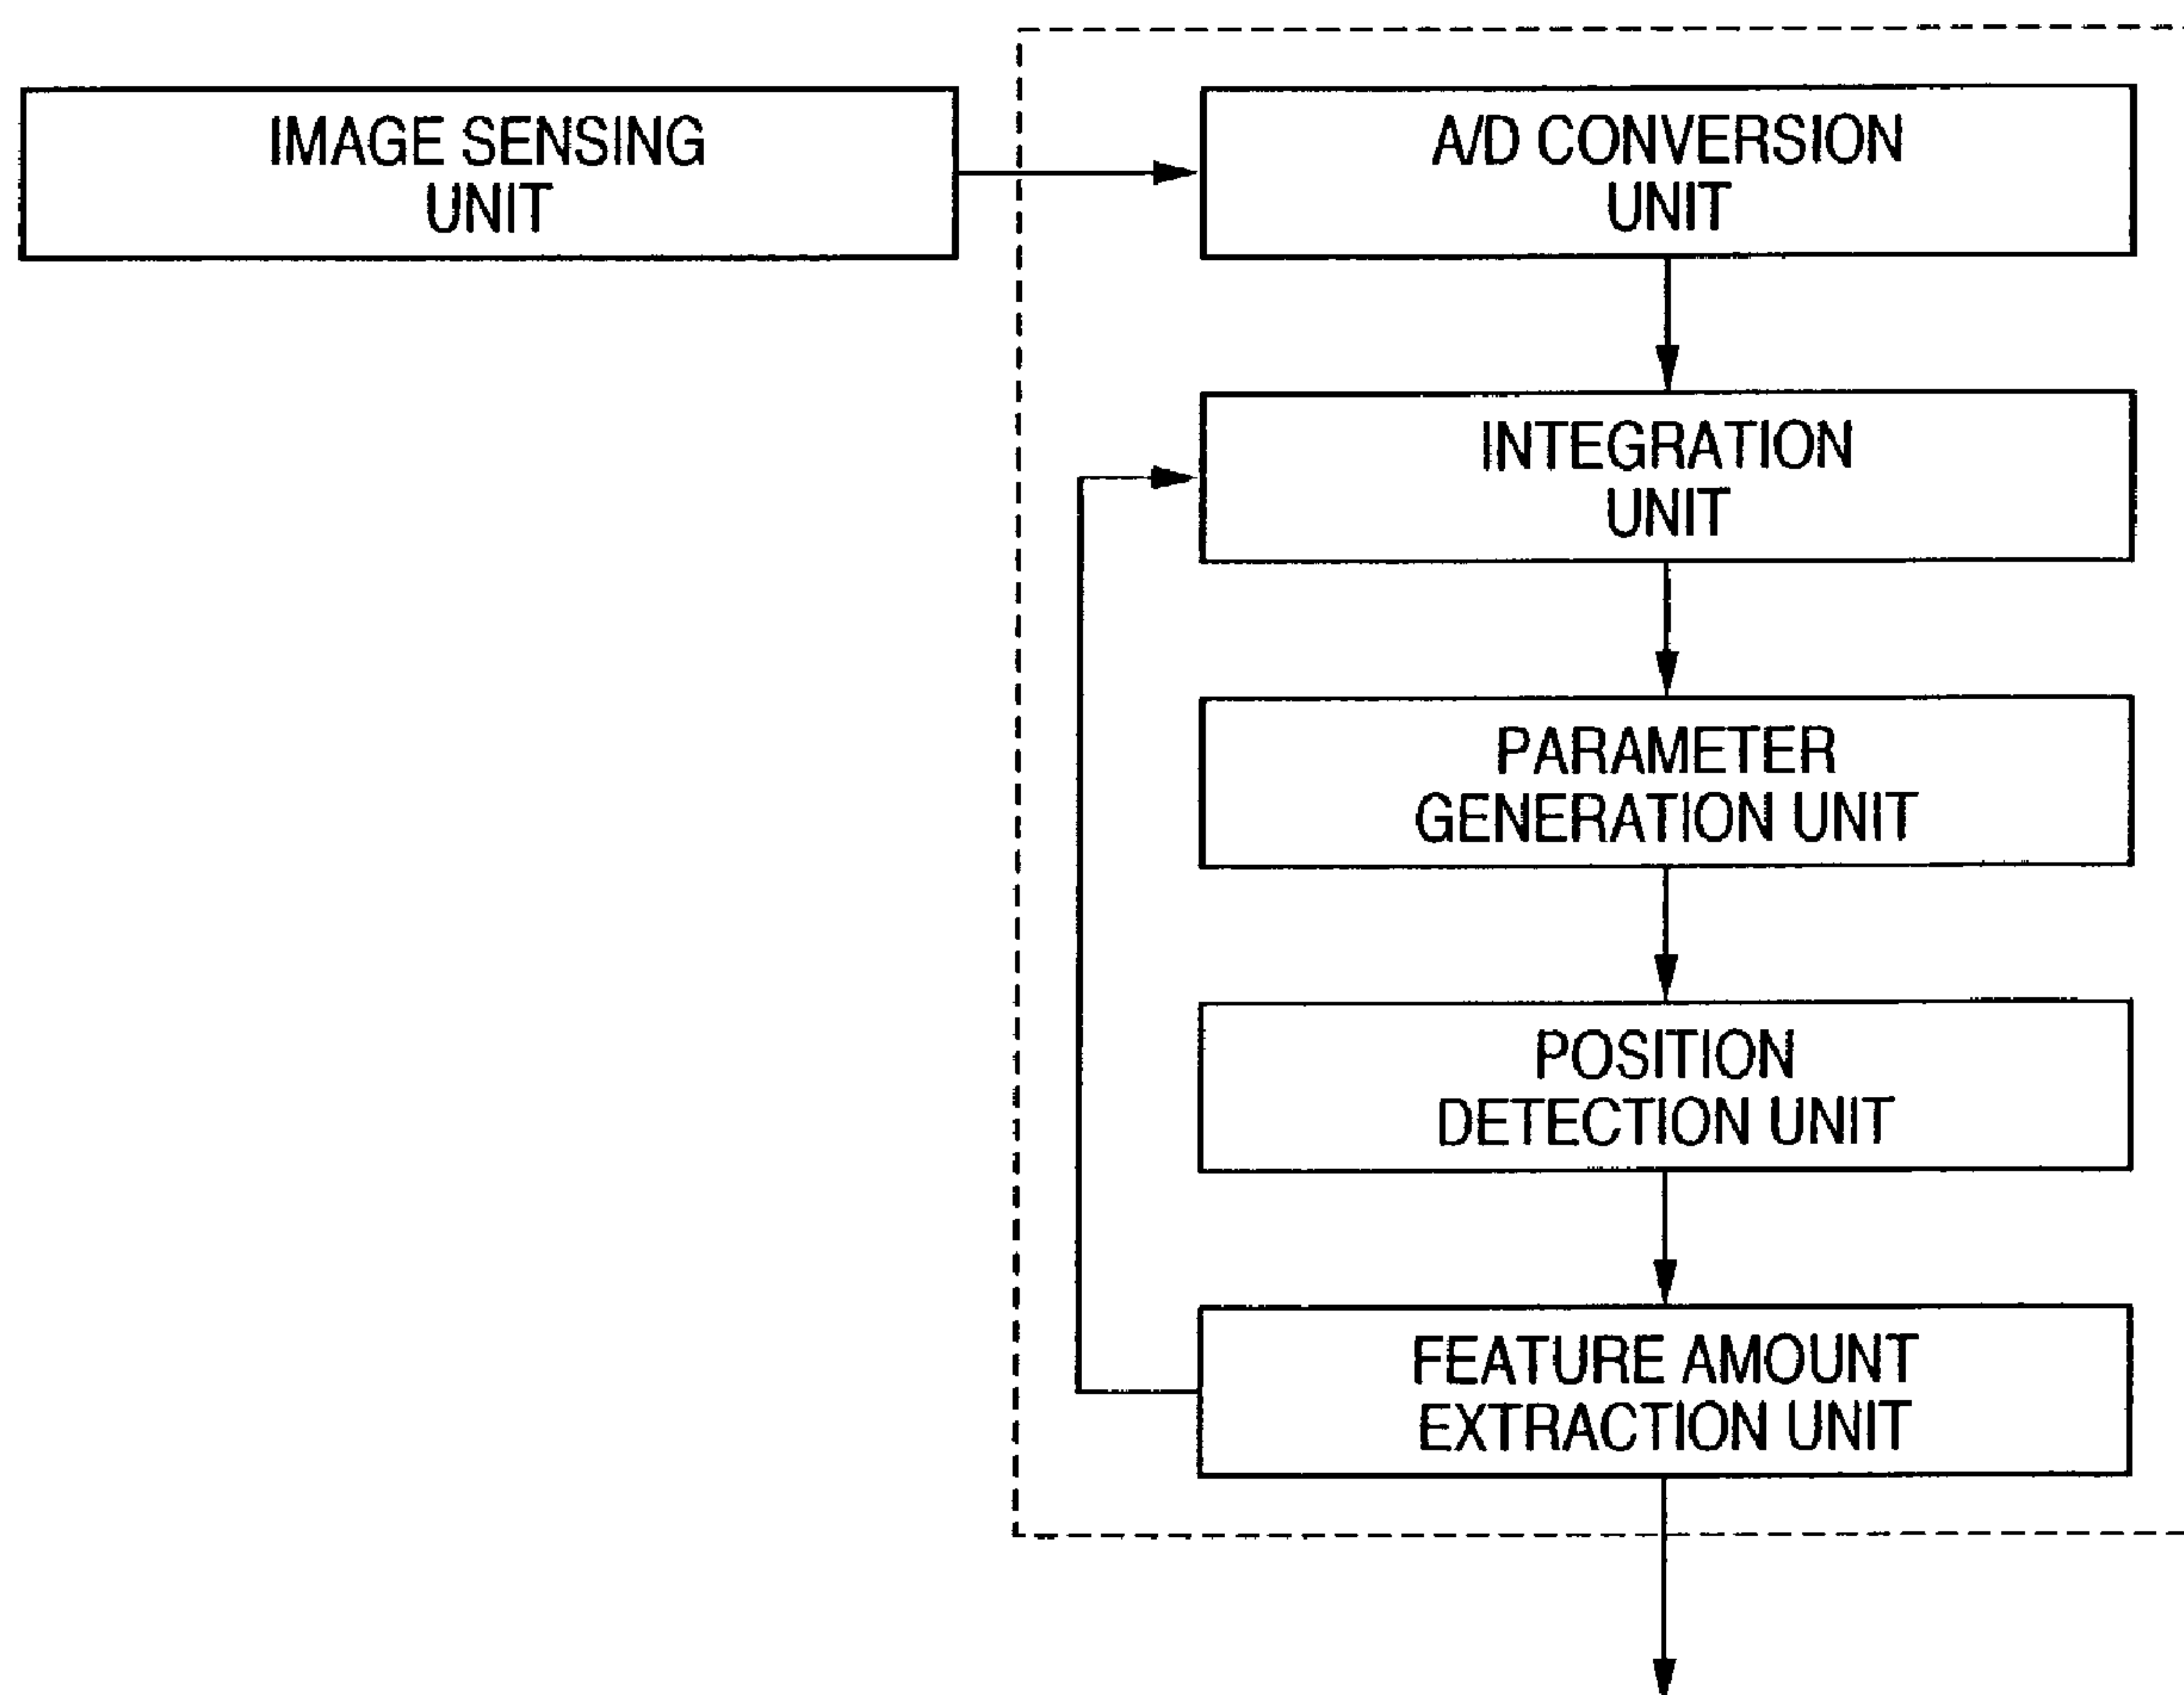 IMAGE SENSING
UNIT
A/D CONVERSION
UNIT
INTEGRATION
UNIT
PARAMETER
GENERATION UNIT
POSITION
DETECTION UNIT
FEATURE AMOUNT
EXTRACTION UNIT